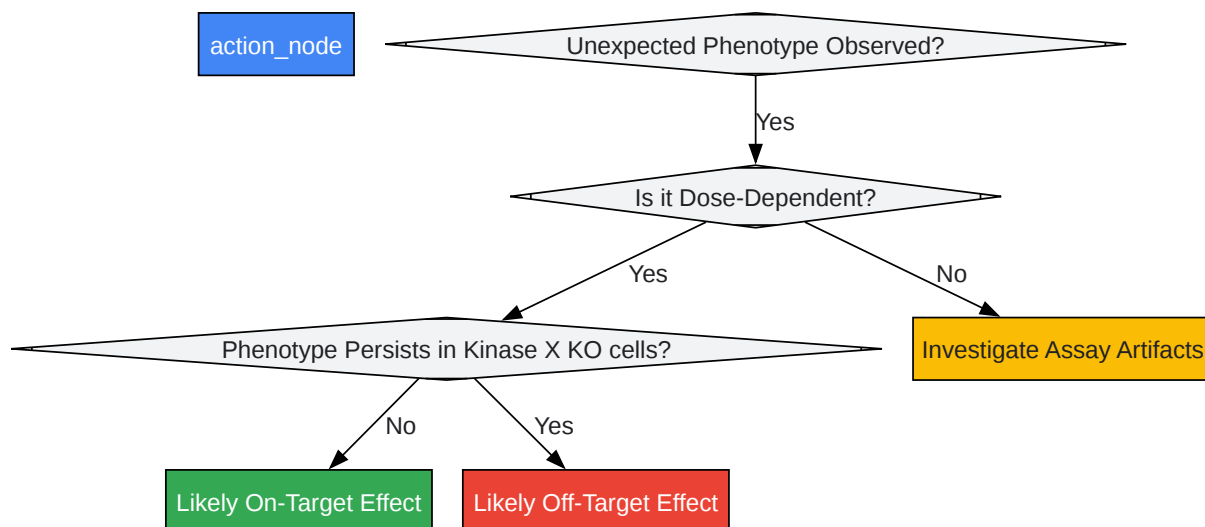 action_node
Unexpected Phenotype Observed?
Yes
Is it Dose-Dependent?
Yes
No
Phenotype Persists in Kinase X KO cells?
Investigate Assay Artifacts
No
Yes
Likely On-Target Effect
Likely Off-Target Effect